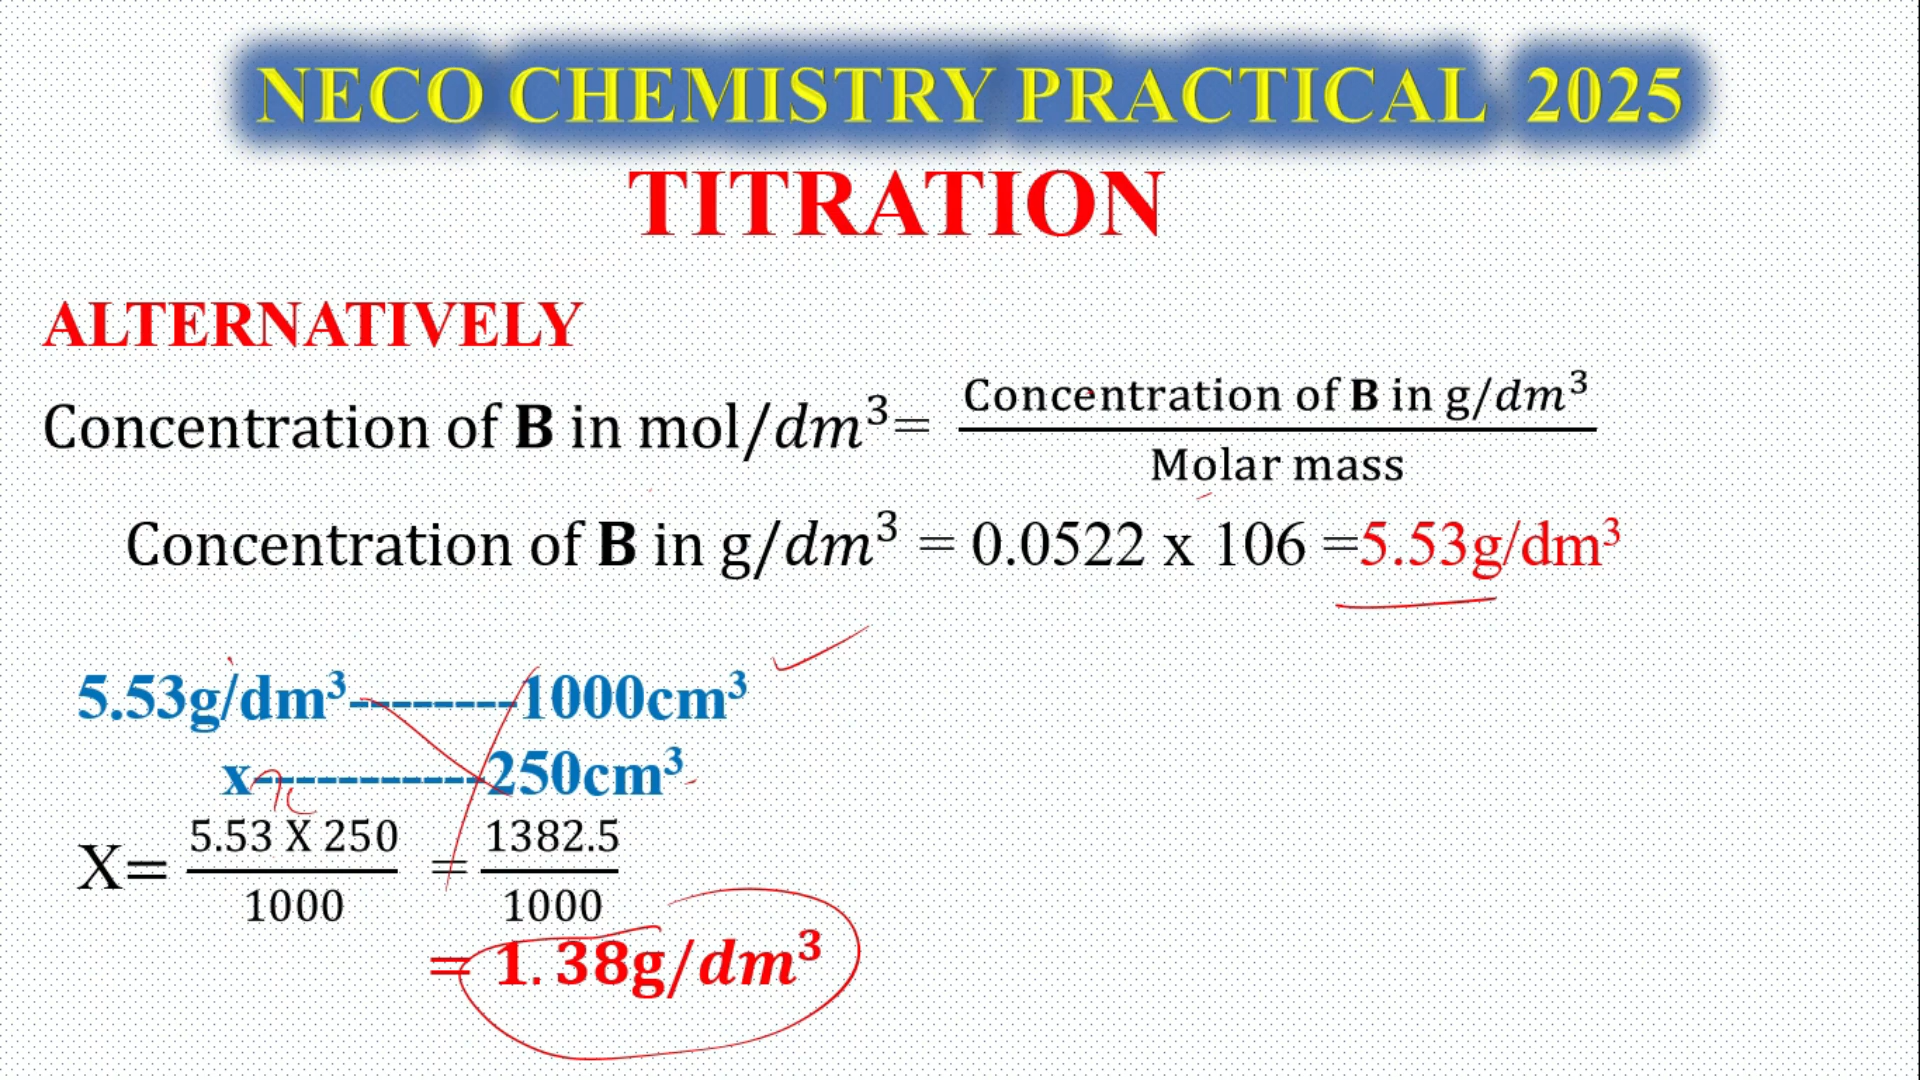 NECO CHEMISTRY PRACTICAL 2025
TITRATION
ALTERNATIVELY
Concentration of B in mol/dm³= Concentration of B in g/dm³ / Molar mass
Concentration of B in g/dm³ = 0.0522 x 106 =5.53g/dm³
5.53g/dm³--------1000cm³
x-----------250cm³
X= 5.53 X 250 / 1000 = 1382.5 / 1000
= 1.38g/dm³